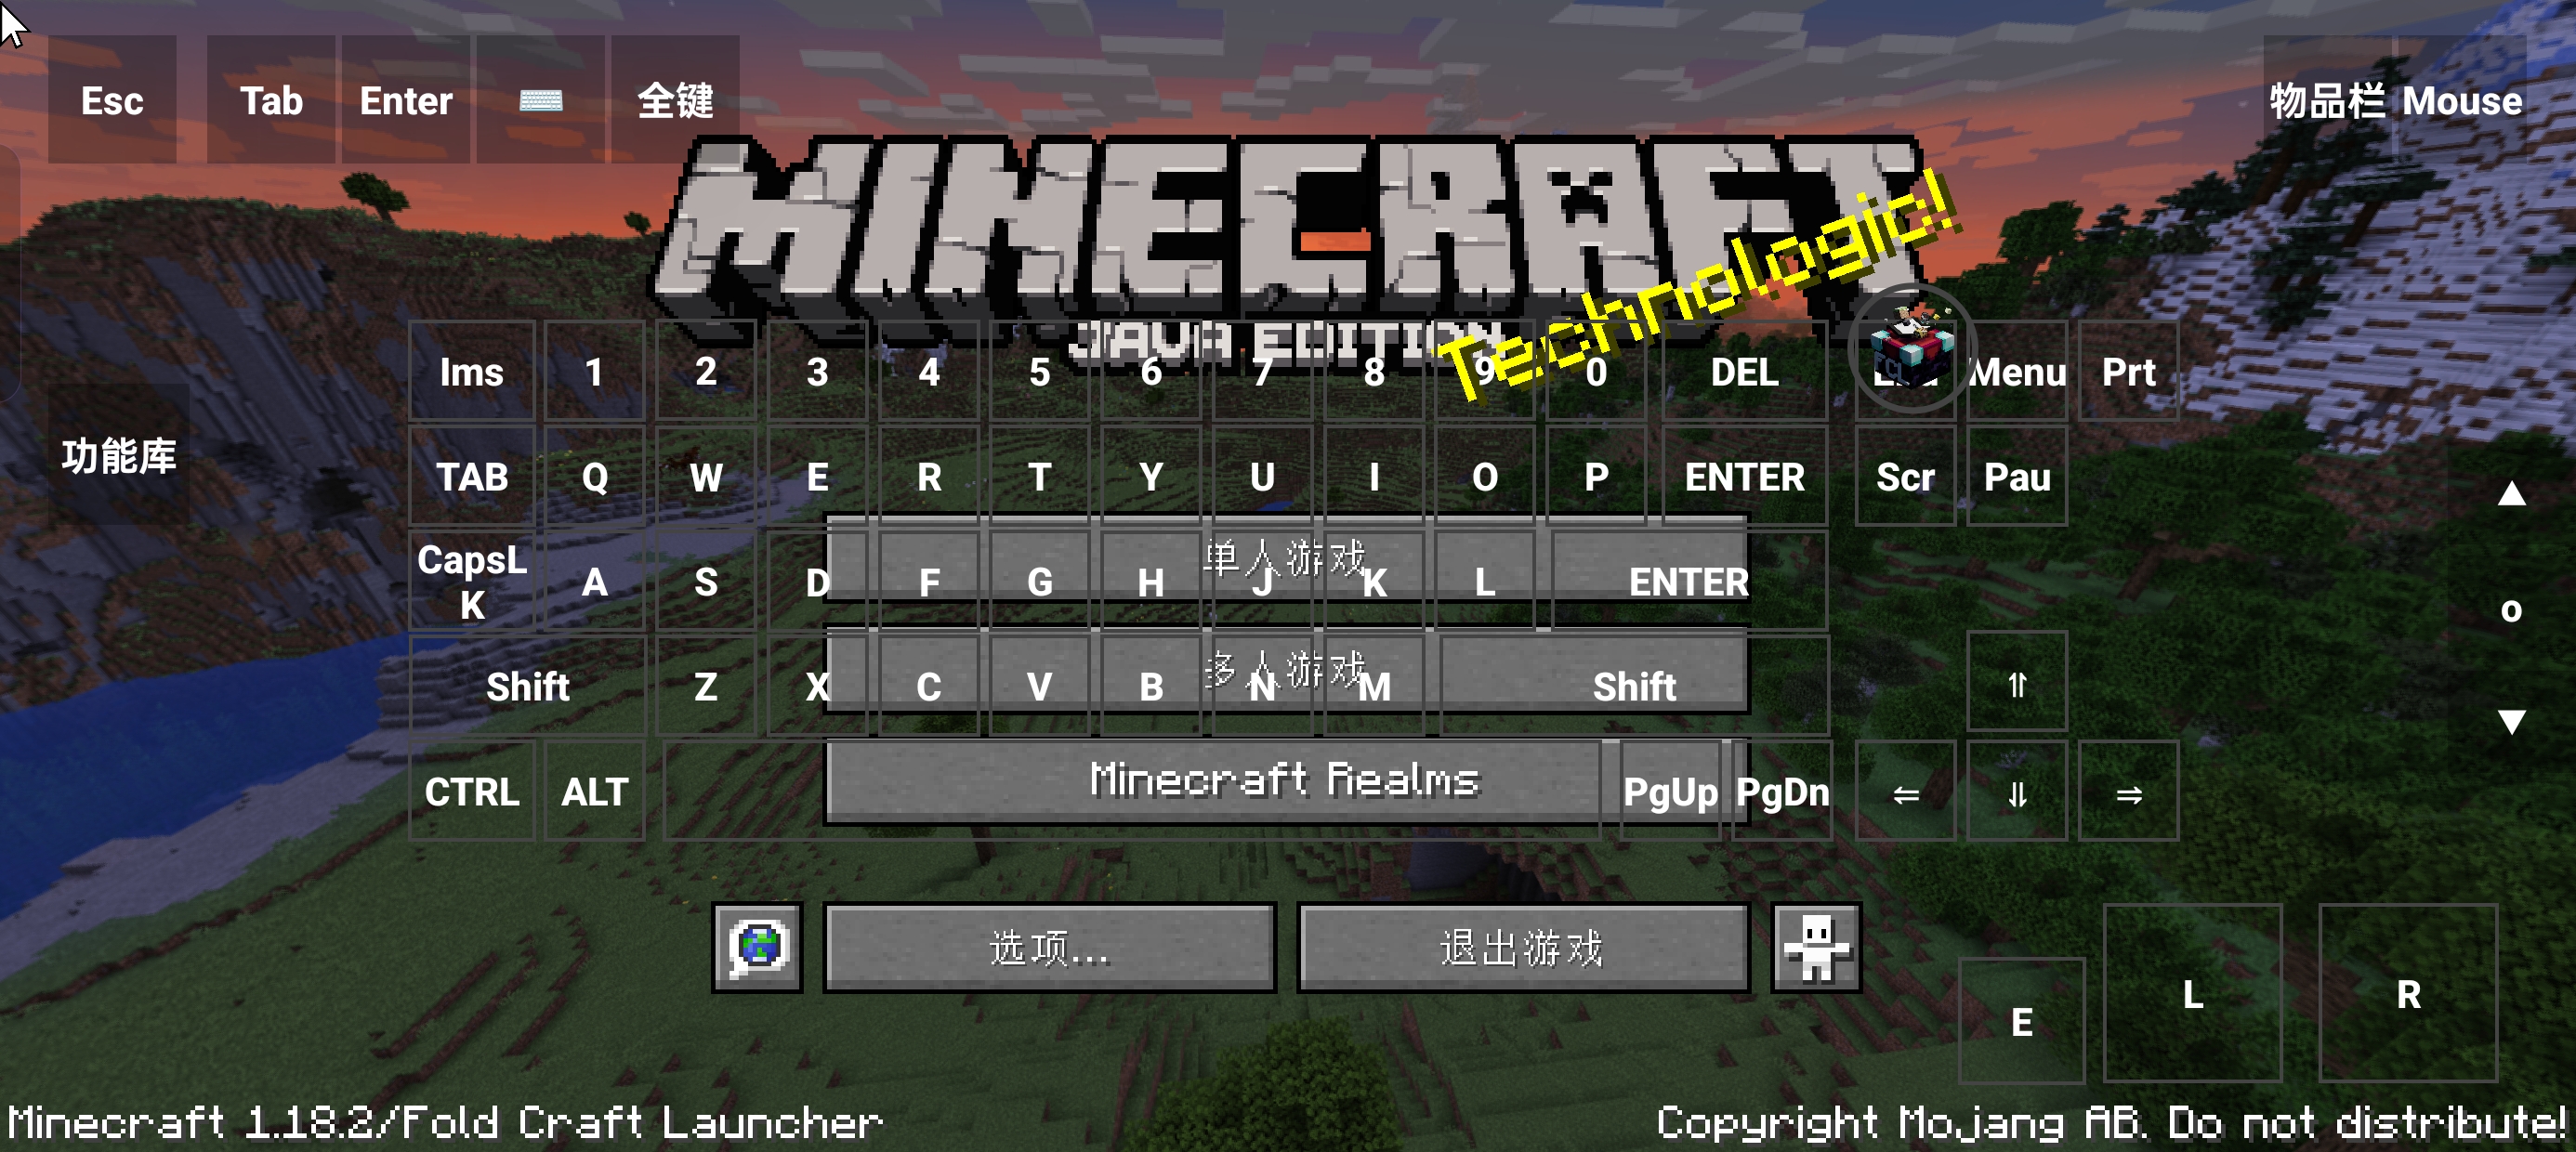 Esc Tab Enter 全键 物品栏 Mouse
MINECRAFT
JAVA EDITION
Technologic!
Ims 1 2 3 4 5 6 7 8 9 0 DEL Menu Prt
功能库
TAB Q W E R T Y U I O P ENTER Scr Pau
▲
单人游戏
CapsL
K
A S D F G H J K L ENTER
o
多人游戏
Shift Z X C V B N M Shift ⇑
▼
Minecraft Realms
CTRL ALT PgUp PgDn ⇐ ⇓ ⇒
选项... 退出游戏
E L R
Minecraft 1.18.2/Fold Craft Launcher
Copyright Mojang AB. Do not distribute!